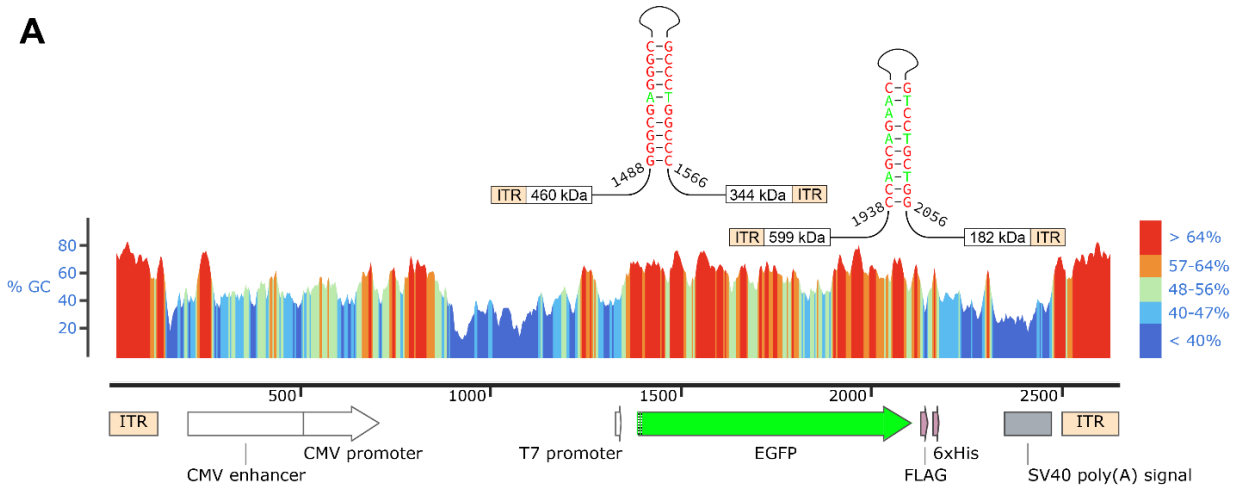 A
C G
G C
G C
G C
A T
G G
C G
G C
G C
G C
1488 1566
ITR 460 kDa
344 kDa ITR
C G
A T
A C
G C
A T
C G
G C
A T
C G
C G
1938 2056
ITR 599 kDa
182 kDa ITR
% GC
80
60
40
20
> 64%
57-64%
48-56%
40-47%
< 40%
500 1000 1500 2000 2500
ITR
ITR
CMV promoter
T7 promoter
EGFP
6xHis
CMV enhancer
FLAG
SV40 poly(A) signal